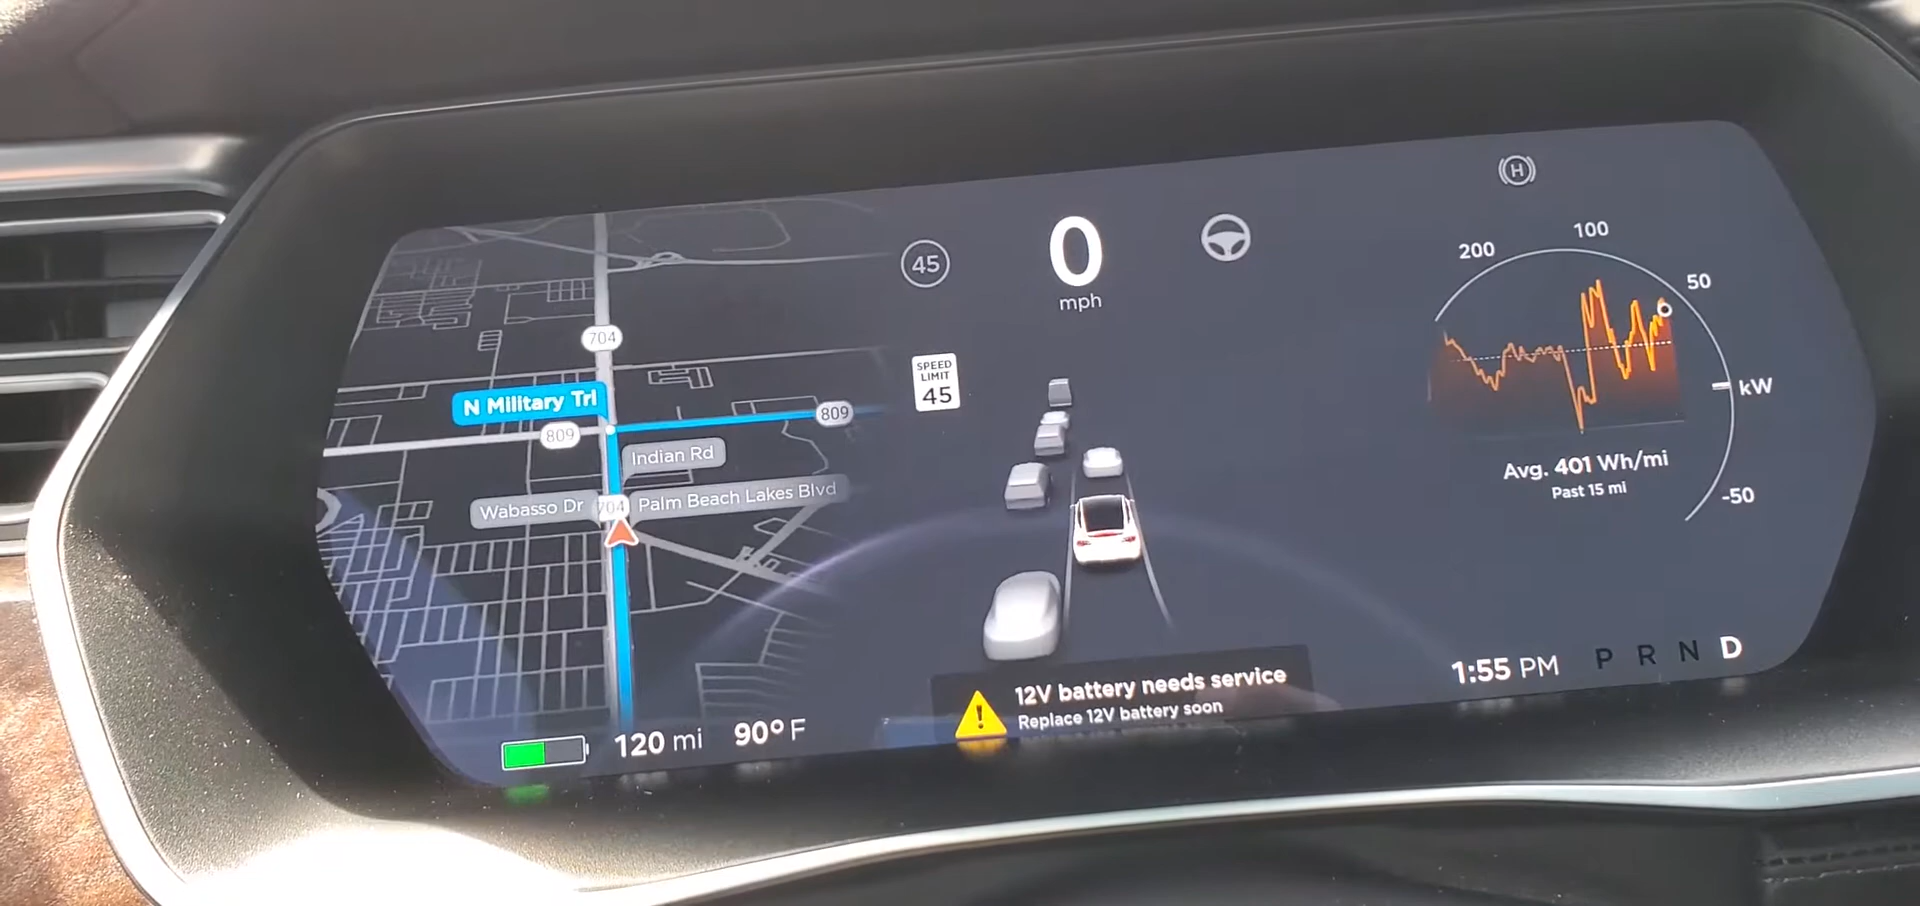 704
N Military Trl
809
809
Indian Rd
Wabasso Dr
704
Palm Beach Lakes Blvd
120 mi
90°F
45
0
mph
SPEED
LIMIT
45
12V battery needs service
Replace 12V battery soon
H
200
100
50
kW
-50
Avg. 401 Wh/mi
Past 15 mi
1:55 PM
P R N D